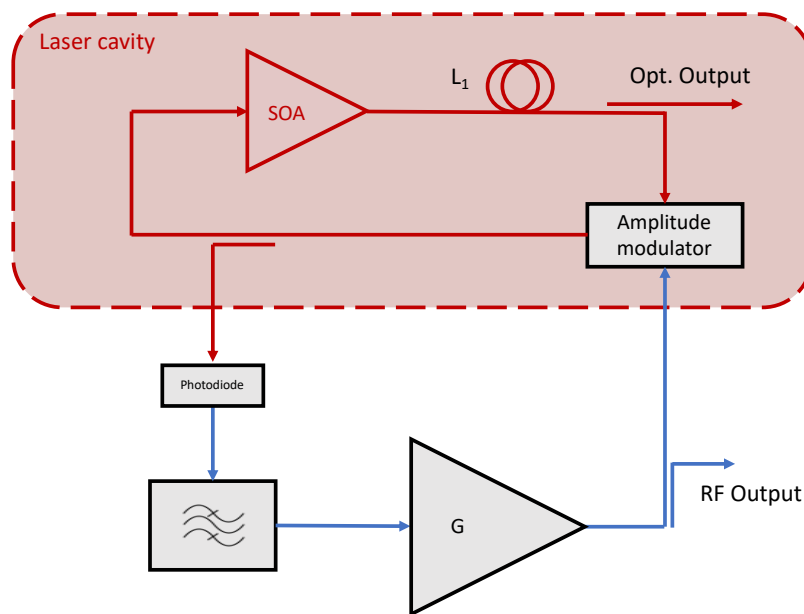 Laser cavity
L₁
Opt. Output
SOA
Amplitude
modulator
Photodiode
G
RF Output